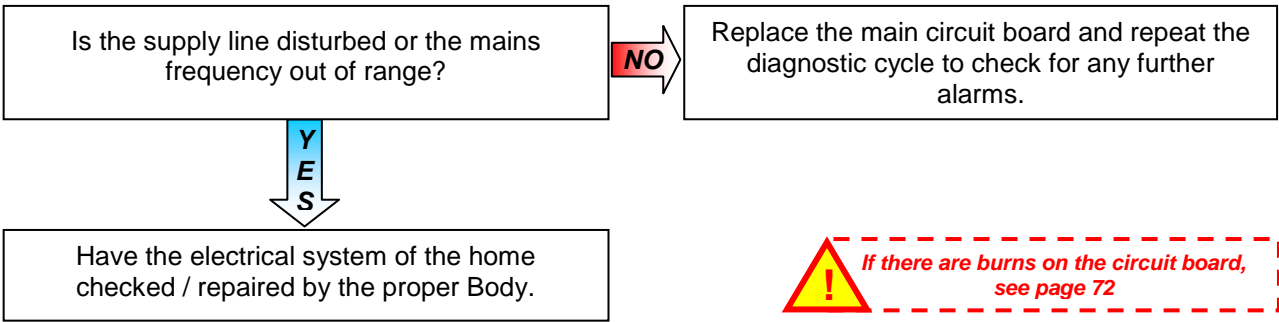 Is the supply line disturbed or the mains
frequency out of range?
NO
Replace the main circuit board and repeat the
diagnostic cycle to check for any further
alarms.
Y
E
S
Have the electrical system of the home
checked / repaired by the proper Body.
!
If there are burns on the circuit board,
see page 72